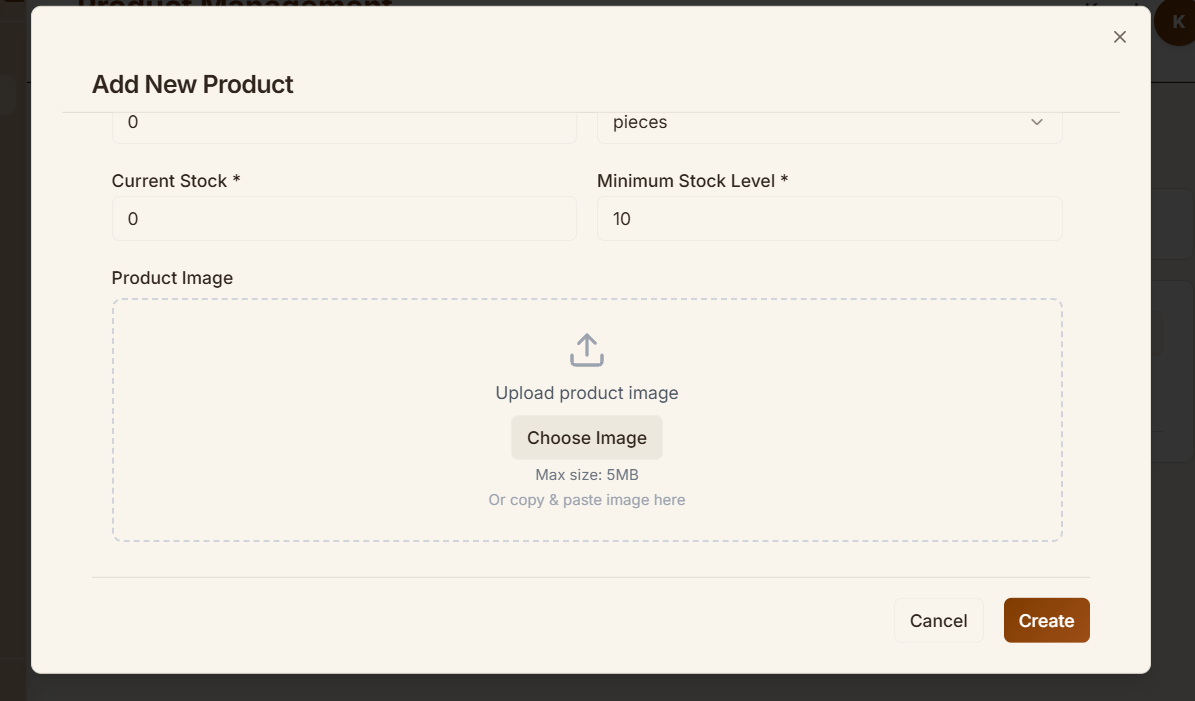 Product Management
K
Add New Product
0
pieces
Current Stock *
Minimum Stock Level *
0
10
Product Image
Upload product image
Choose Image
Max size: 5MB
Or copy & paste image here
Cancel
Create